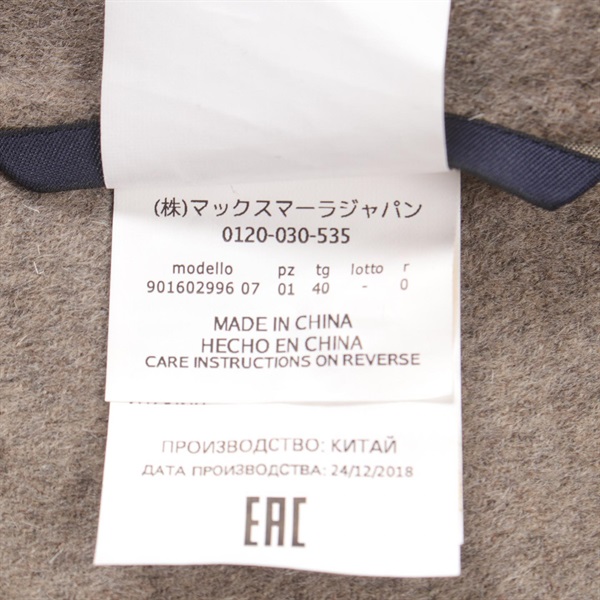 (株)マックスマーラジャパン
0120-030-535
modello pz tg lotto r
901602996 07 01 40 - 0
MADE IN CHINA
HECHO EN CHINA
CARE INSTRUCTIONS ON REVERSE
ПРОИЗВОДСТВО: КИТАЙ
ДАТА ПРОИЗВОДСТВА: 24/12/2018
EAC